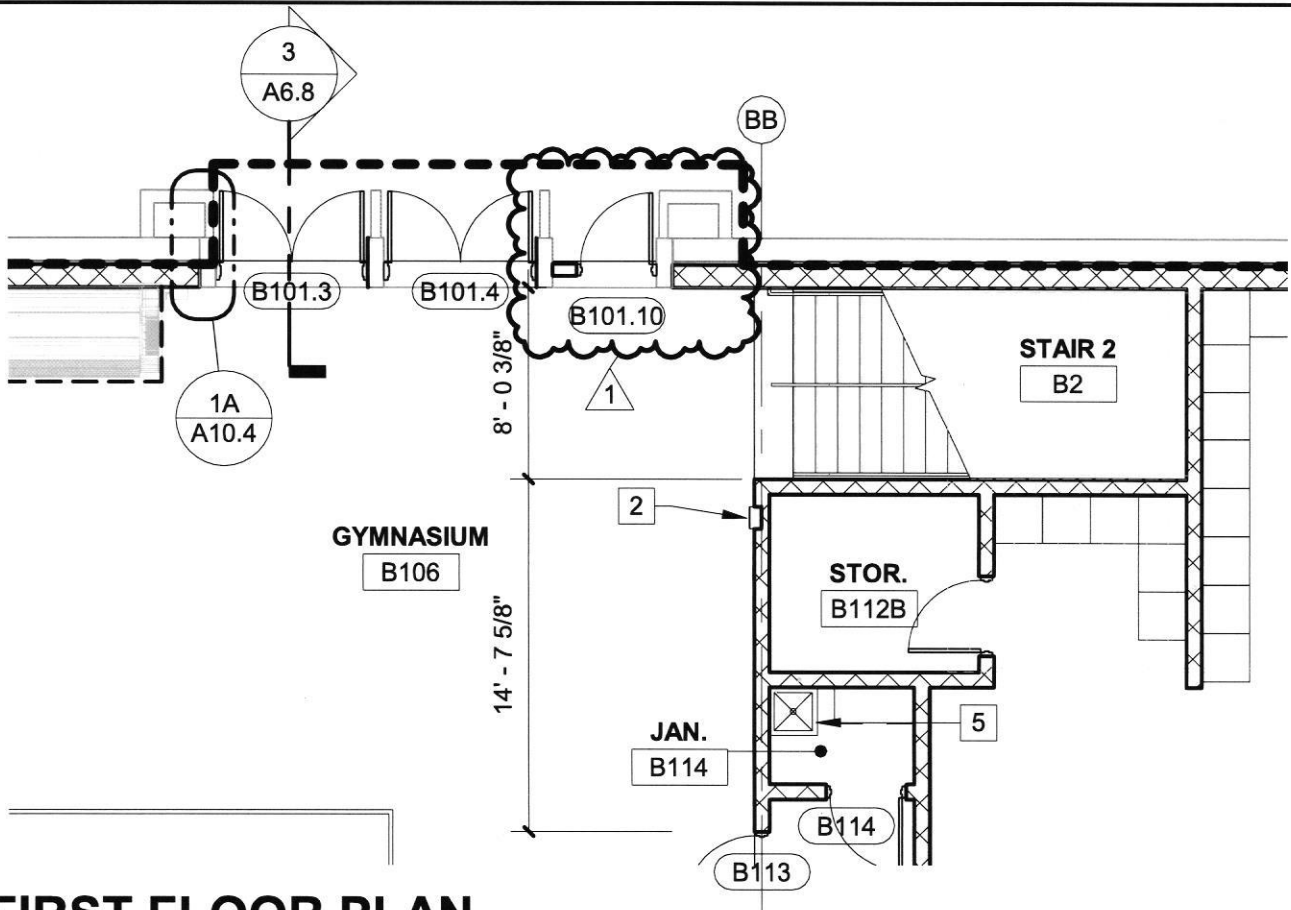 3
A6.8
BB
B101.3
B101.4
B101.10
1
8' - 0 3/8"
STAIR 2
B2
1A
A10.4
2
GYMNASIUM
B106
STOR.
B112B
14' - 7 5/8"
JAN.
B114
5
B114
B113
FIRST FLOOR PLAN